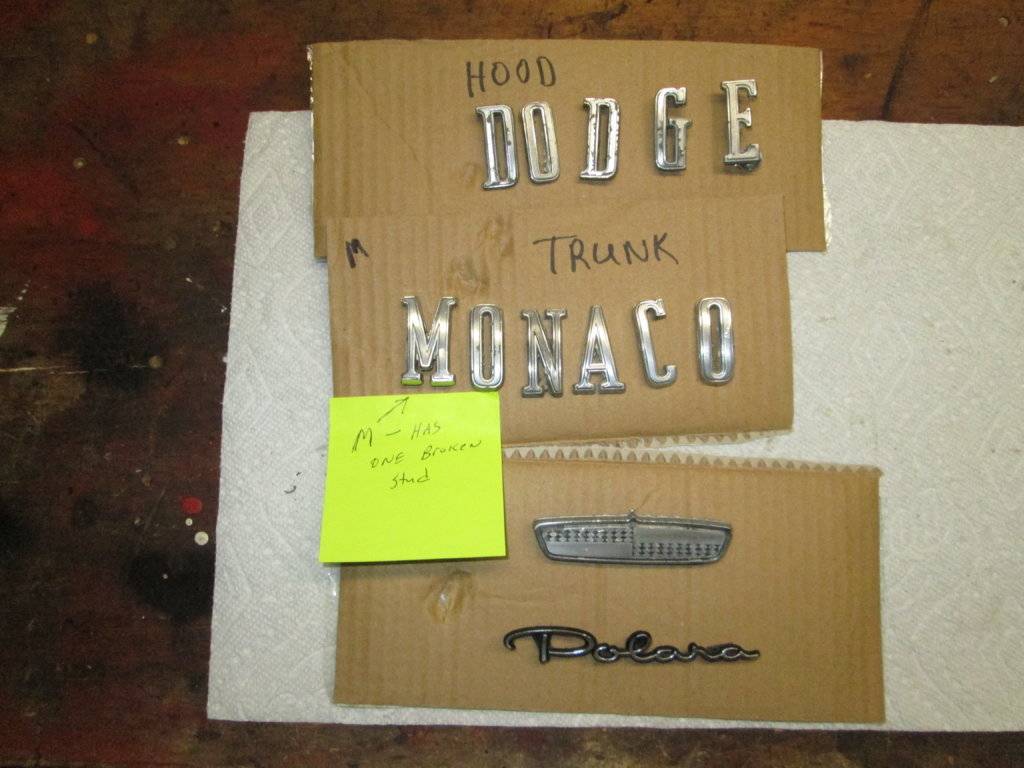 HOOD
DODGE
M
TRUNK
MONACO
M - HAS
ONE Broken
Stud
Polara